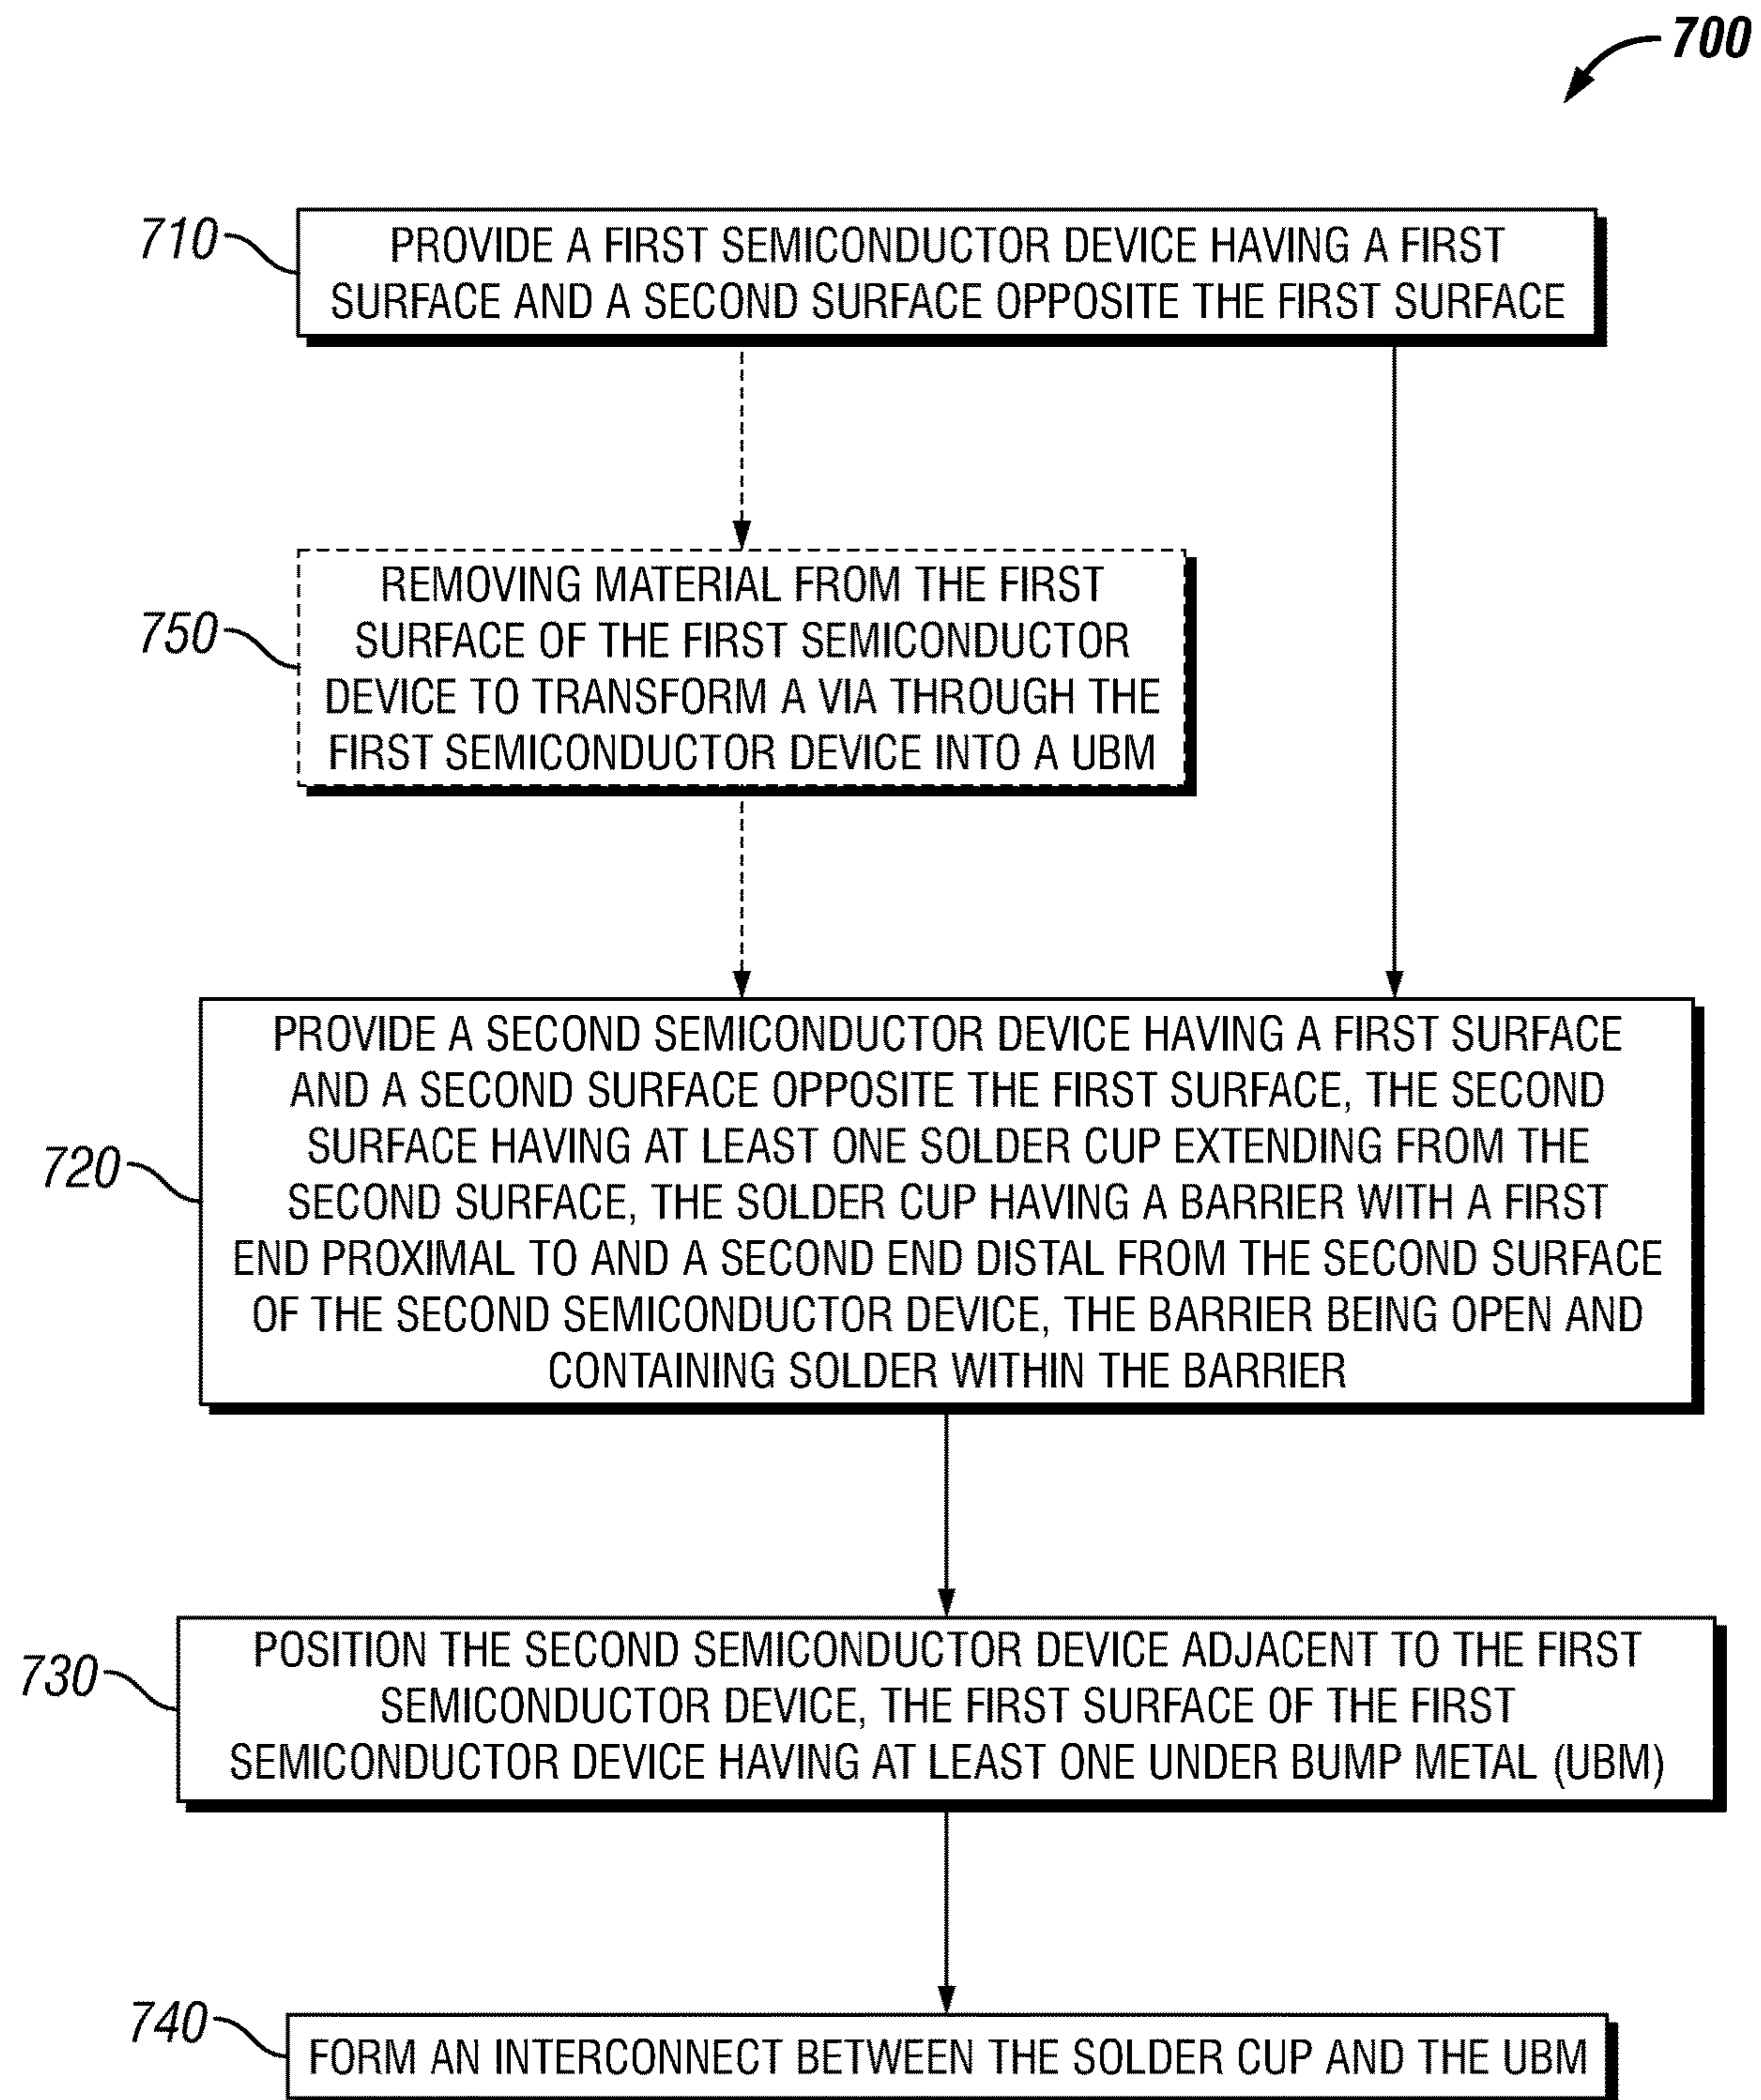 700
710
PROVIDE A FIRST SEMICONDUCTOR DEVICE HAVING A FIRST
SURFACE AND A SECOND SURFACE OPPOSITE THE FIRST SURFACE
750
REMOVING MATERIAL FROM THE FIRST
SURFACE OF THE FIRST SEMICONDUCTOR
DEVICE TO TRANSFORM A VIA THROUGH THE
FIRST SEMICONDUCTOR DEVICE INTO A UBM
720
PROVIDE A SECOND SEMICONDUCTOR DEVICE HAVING A FIRST SURFACE
AND A SECOND SURFACE OPPOSITE THE FIRST SURFACE, THE SECOND
SURFACE HAVING AT LEAST ONE SOLDER CUP EXTENDING FROM THE
SECOND SURFACE, THE SOLDER CUP HAVING A BARRIER WITH A FIRST
END PROXIMAL TO AND A SECOND END DISTAL FROM THE SECOND SURFACE
OF THE SECOND SEMICONDUCTOR DEVICE, THE BARRIER BEING OPEN AND
CONTAINING SOLDER WITHIN THE BARRIER
730
POSITION THE SECOND SEMICONDUCTOR DEVICE ADJACENT TO THE FIRST
SEMICONDUCTOR DEVICE, THE FIRST SURFACE OF THE FIRST
SEMICONDUCTOR DEVICE HAVING AT LEAST ONE UNDER BUMP METAL (UBM)
740
FORM AN INTERCONNECT BETWEEN THE SOLDER CUP AND THE UBM